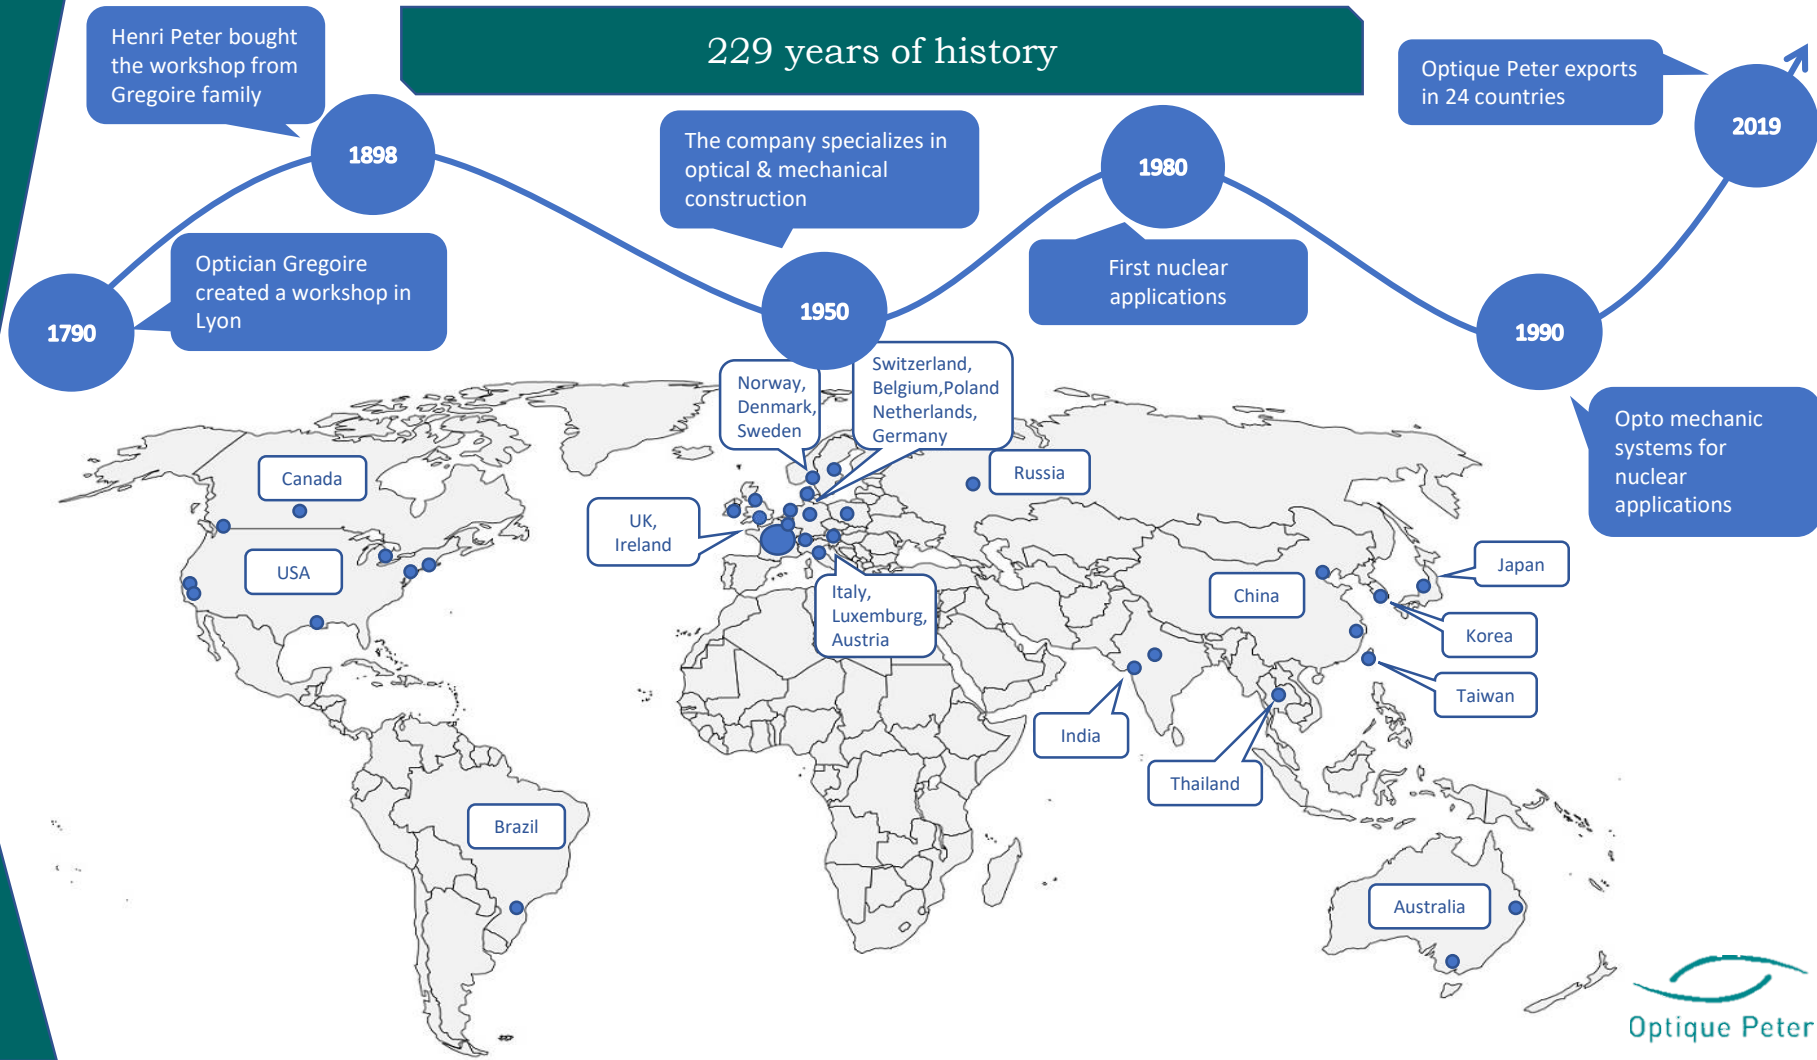 229 years of history
Henri Peter bought
the workshop from
Gregoire family
1898
Optician Gregoire
created a workshop in
Lyon
1790
The company specializes in
optical & mechanical
construction
1950
1980
First nuclear
applications
Optique Peter exports
in 24 countries
2019
1990
Opto mechanic
systems for
nuclear
applications
Norway,
Denmark,
Sweden
Switzerland,
Belgium,Poland
Netherlands,
Germany
Canada
Russia
UK,
Ireland
USA
Italy,
Luxemburg,
Austria
China
Japan
Korea
Taiwan
India
Thailand
Brazil
Australia
Optique Peter